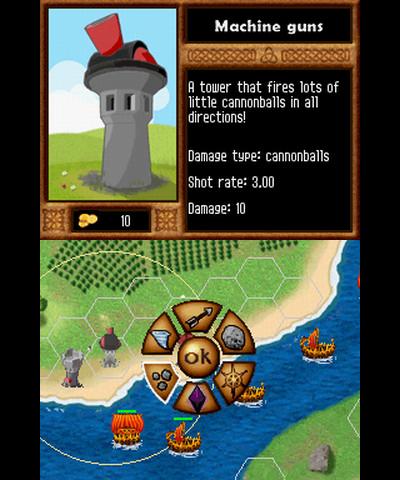 Machine guns
A tower that fires lots of
little cannonballs in all
directions!
Damage type: cannonballs
Shot rate: 3.00
Damage: 10
10
ok